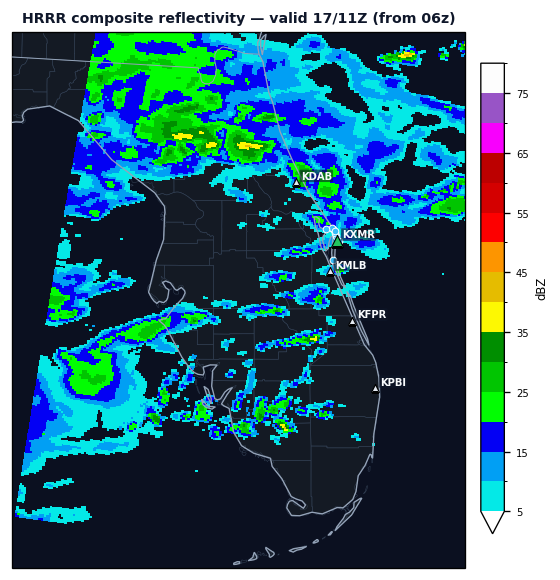 HRRR composite reflectivity — valid 17/11Z (from 06z)
KDAB
KXMR
KMLB
KFPR
KPBI
75
65
55
45
35
25
15
5
dBZ